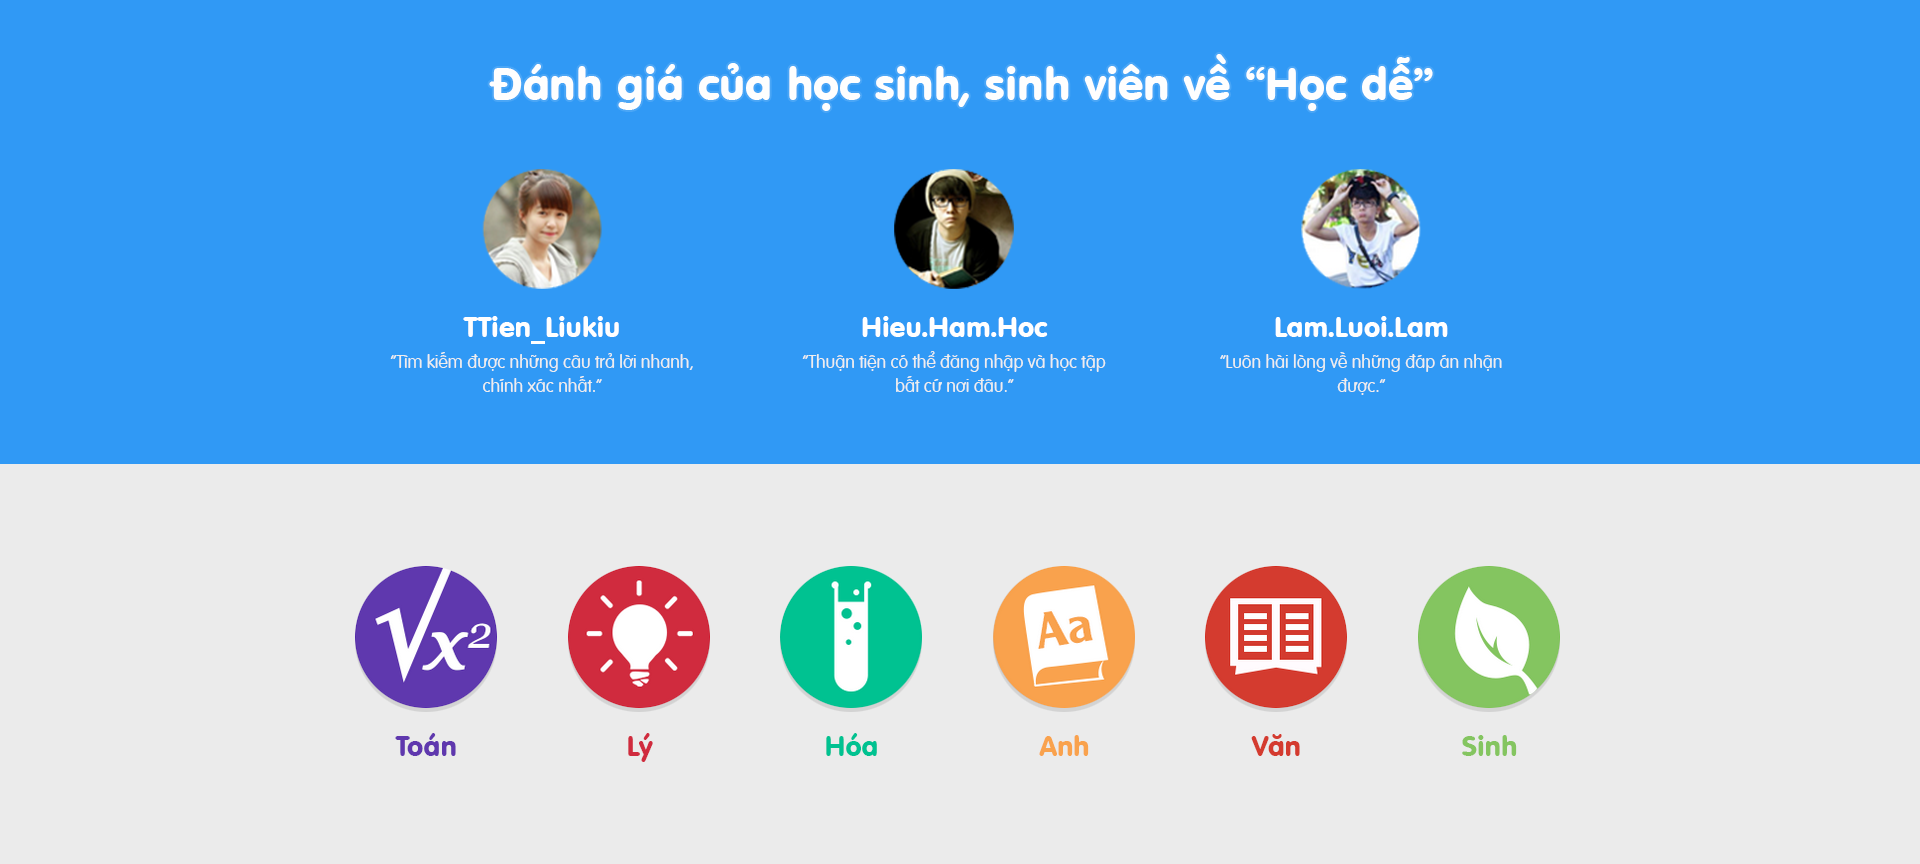 Đánh giá của học sinh, sinh viên về “Học dễ”
TTien_Liukiu
Hieu.Ham.Hoc
Lam.Luoi.Lam
“Tìm kiếm được những câu trả lời nhanh,
chính xác nhất.”
“Thuận tiện có thể đăng nhập và học tập
bất cứ nơi đâu.”
“Luôn hài lòng về những đáp án nhận
được.”
√x²
Aa
Toán
Lý
Hóa
Anh
Văn
Sinh